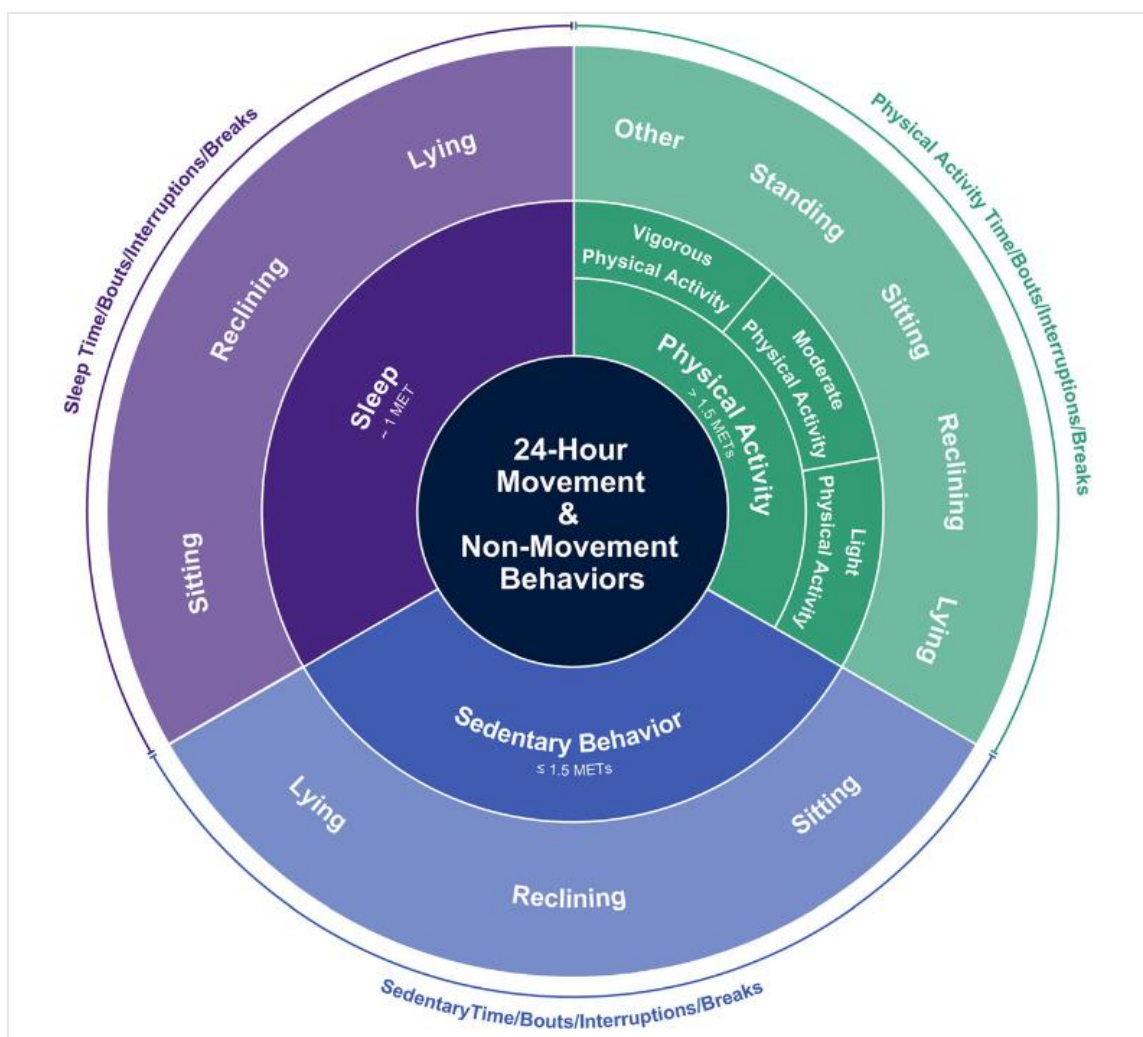 24-Hour
Movement
&
Non-Movement
Behaviors
Physical Activity
> 1.5 METs
Vigorous
Physical Activity
Moderate
Physical Activity
Light
Physical Activity
Other
Standing
Sitting
Reclining
Lying
Physical Activity Time/Bouts/Interruptions/Breaks
Sedentary Behavior
≤ 1.5 METs
Sitting
Reclining
Lying
SedentaryTime/Bouts/Interruptions/Breaks
Sleep
~ 1 MET
Sitting
Reclining
Lying
Sleep Time/Bouts/Interruptions/Breaks